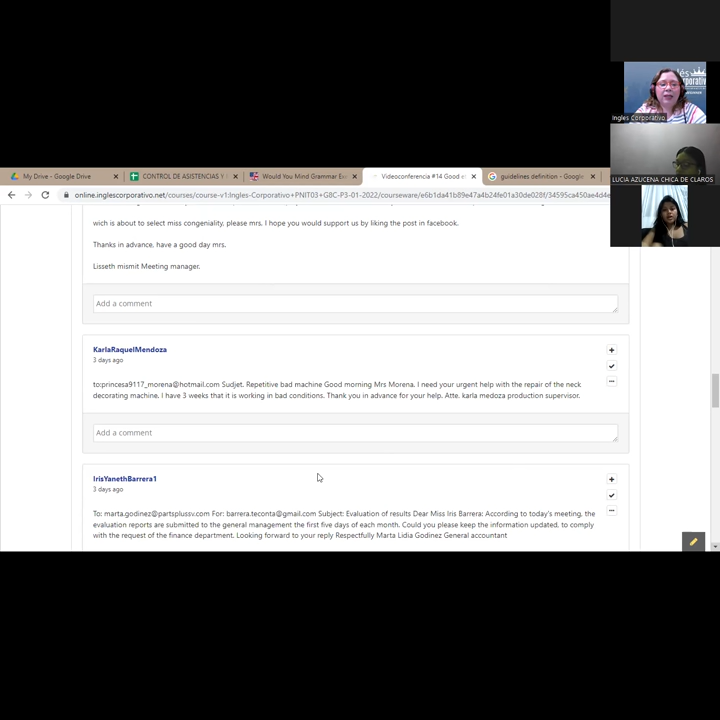 Ingles Corporativo
LUCIA AZUCENA CHICA DE CLAROS
My Drive - Google Drive
CONTROL DE ASISTENCIAS Y
Would You Mind Grammar Ex
Videoconferencia #14 Good e
guidelines definition - Google
online.inglescorporativo.net/courses/course-v1:Ingles-Corporativo+PNIT03+G8C-P3-01-2022/courseware/e6b1da41b89e47a4b24fe01a30de028f/34595ca450ae4d4e
wich is about to select miss congeniality, please mrs, I hope you would support us by liking the post in facebook.
Thanks in advance, have a good day mrs.
Lisseth mismit Meeting manager.
Add a comment
KarlaRaquelMendoza
3 days ago
to:princesa9117_morena@hotmail.com Sudjet. Repetitive bad machine Good morning Mrs Morena, I need your urgent help with the repair of the neck
decorating machine, I have 3 weeks that it is working in bad conditions. Thank you in advance for your help. Atte. karla medoza production supervisor.
Add a comment
IrisYanethBarrera1
3 days ago
To: marta.godinez@partsplussv.com For: barrera.teconta@gmail.com Subject: Evaluation of results Dear Miss Iris Barrera: According to today's meeting, the
evaluation reports are submitted to the general management the first five days of each month. Could you please keep the information updated, to comply
with the request of the finance department. Looking forward to your reply Respectfully Marta Lidia Godinez General accountant